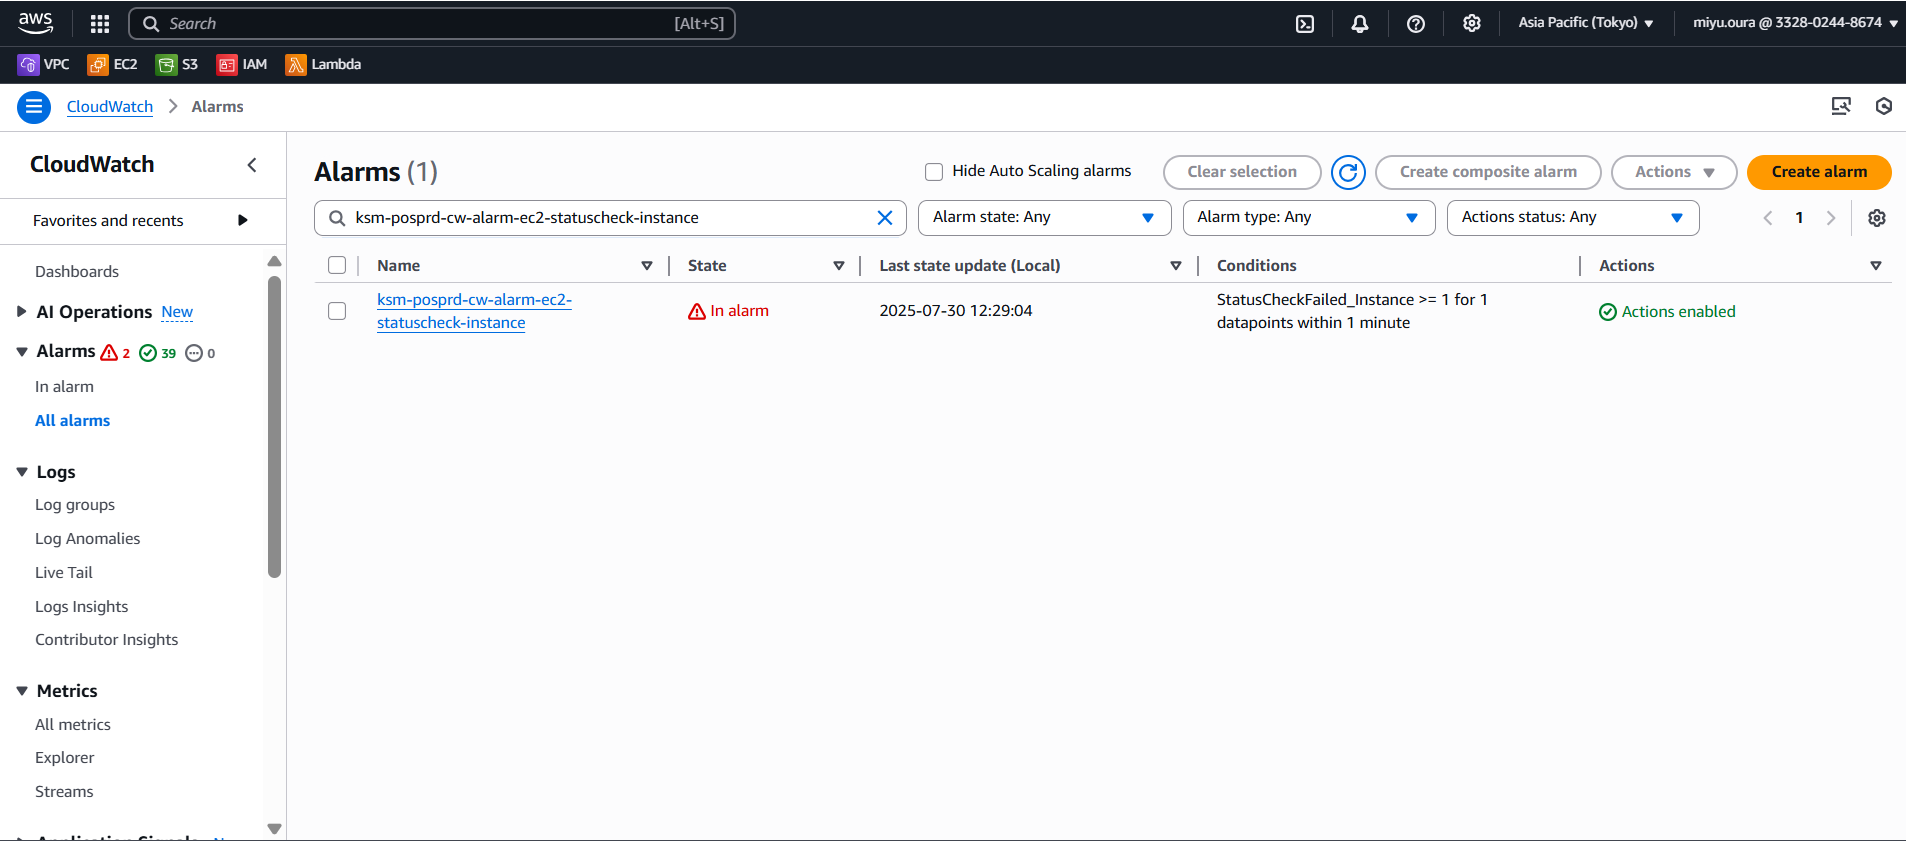 aws
Search [Alt+S]
Asia Pacific (Tokyo)
miyu.oura @ 3328-0244-8674
VPC EC2 S3 IAM Lambda
CloudWatch > Alarms
CloudWatch
Favorites and recents
Dashboards
AI Operations New
Alarms 2 39 0
In alarm
All alarms
Logs
Log groups
Log Anomalies
Live Tail
Logs Insights
Contributor Insights
Metrics
All metrics
Explorer
Streams
Application Signals
Alarms (1)
Hide Auto Scaling alarms
Clear selection
Create composite alarm
Actions
Create alarm
ksm-posprd-cw-alarm-ec2-statuscheck-instance
Alarm state: Any
Alarm type: Any
Actions status: Any
1
Name State Last state update (Local) Conditions Actions
ksm-posprd-cw-alarm-ec2-
statuscheck-instance
In alarm
2025-07-30 12:29:04
StatusCheckFailed_Instance >= 1 for 1
datapoints within 1 minute
Actions enabled